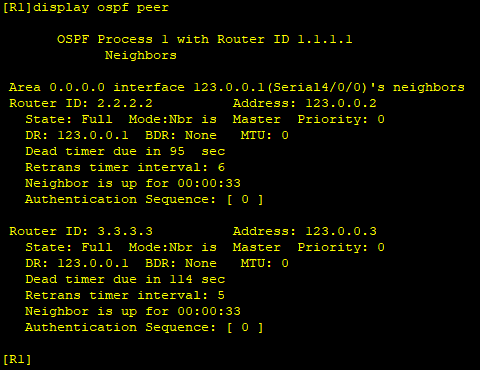 [R1]display ospf peer
OSPF Process 1 with Router ID 1.1.1.1
Neighbors
Area 0.0.0.0 interface 123.0.0.1(Serial4/0/0)'s neighbors
Router ID: 2.2.2.2 Address: 123.0.0.2
State: Full Mode:Nbr is Master Priority: 0
DR: 123.0.0.1 BDR: None MTU: 0
Dead timer due in 95 sec
Retrans timer interval: 6
Neighbor is up for 00:00:33
Authentication Sequence: [ 0 ]
Router ID: 3.3.3.3 Address: 123.0.0.3
State: Full Mode:Nbr is Master Priority: 0
DR: 123.0.0.1 BDR: None MTU: 0
Dead timer due in 114 sec
Retrans timer interval: 5
Neighbor is up for 00:00:33
Authentication Sequence: [ 0 ]
[R1]